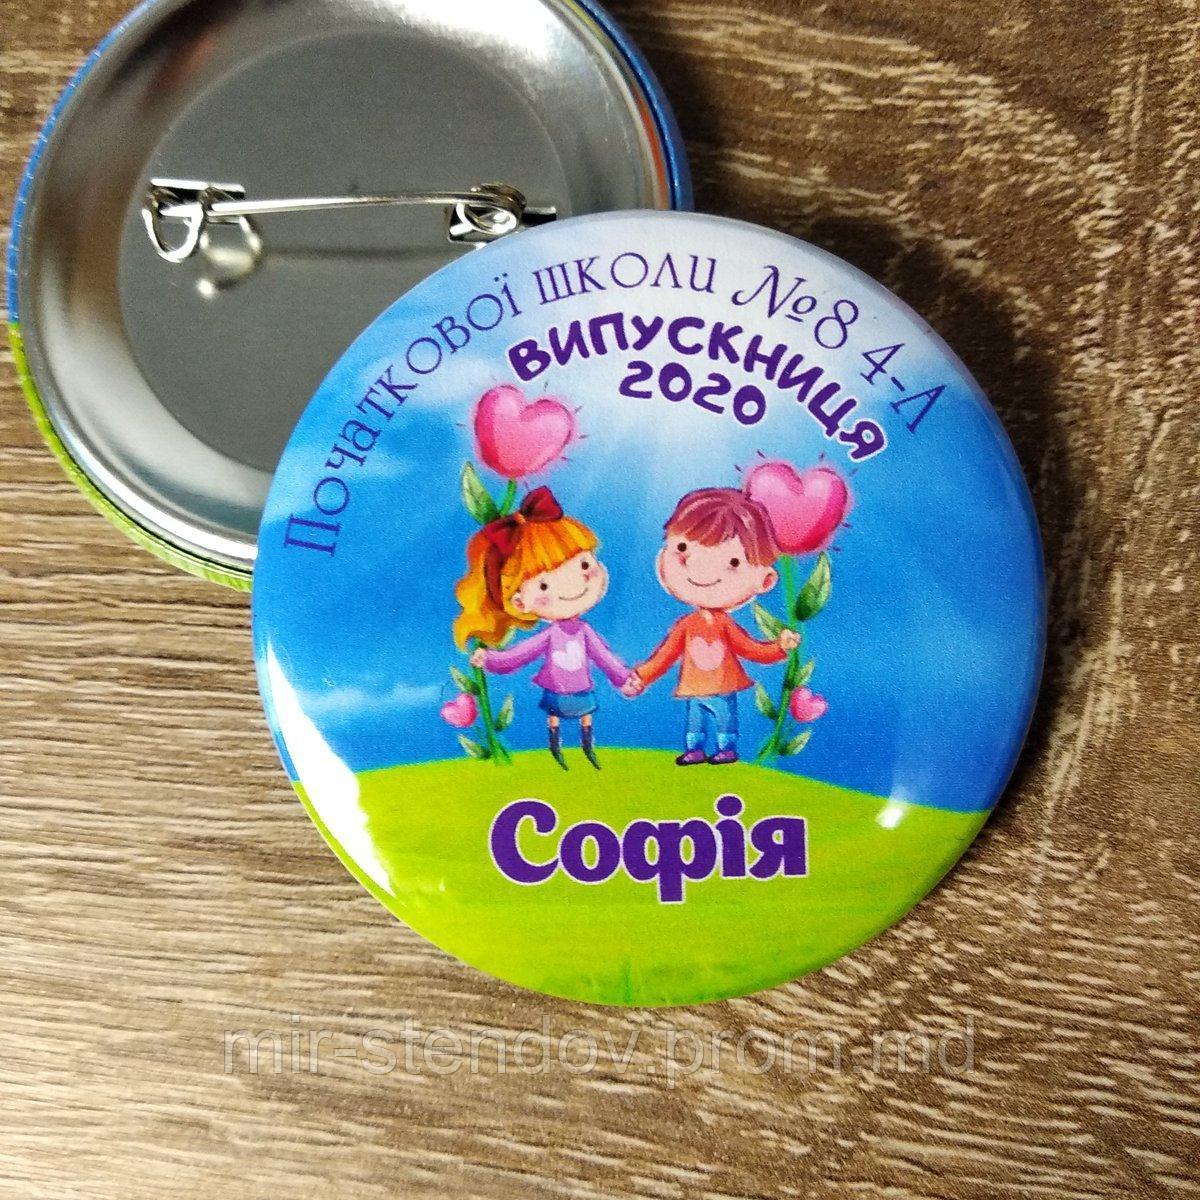 Початкової школи №8 4-Л
ВИПУСКНИЦЯ
2020
Софія
mir-stendov.prom.md